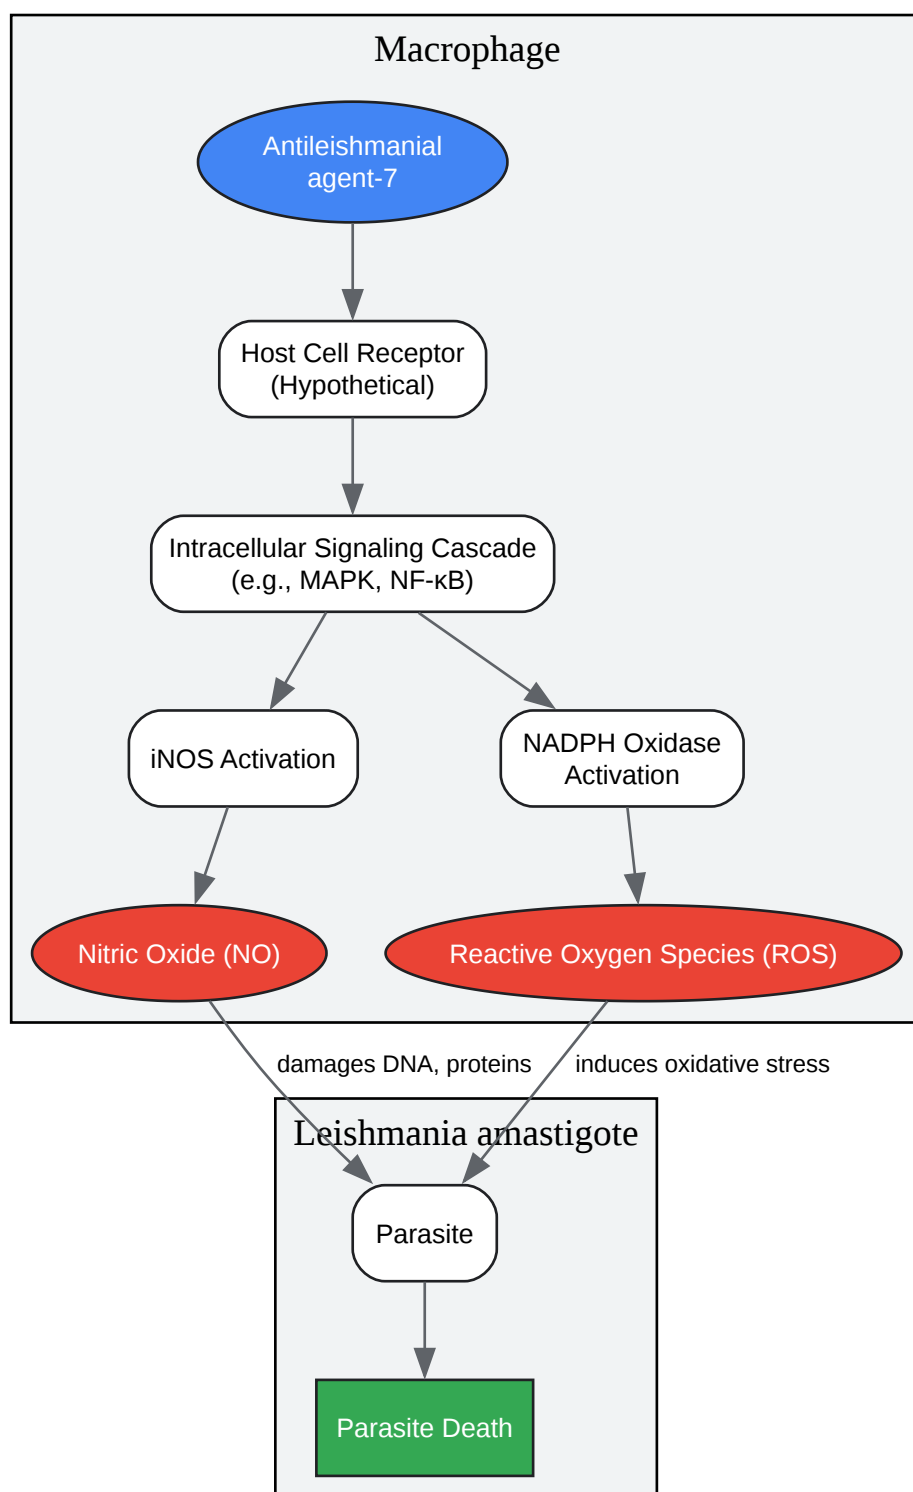 Macrophage
Antileishmanial
agent-7
Host Cell Receptor
(Hypothetical)
Intracellular Signaling Cascade
(e.g., MAPK, NF-κB)
iNOS Activation
NADPH Oxidase
Activation
Nitric Oxide (NO)
Reactive Oxygen Species (ROS)
damages DNA, proteins
induces oxidative stress
Leishmania amastigote
Parasite
Parasite Death